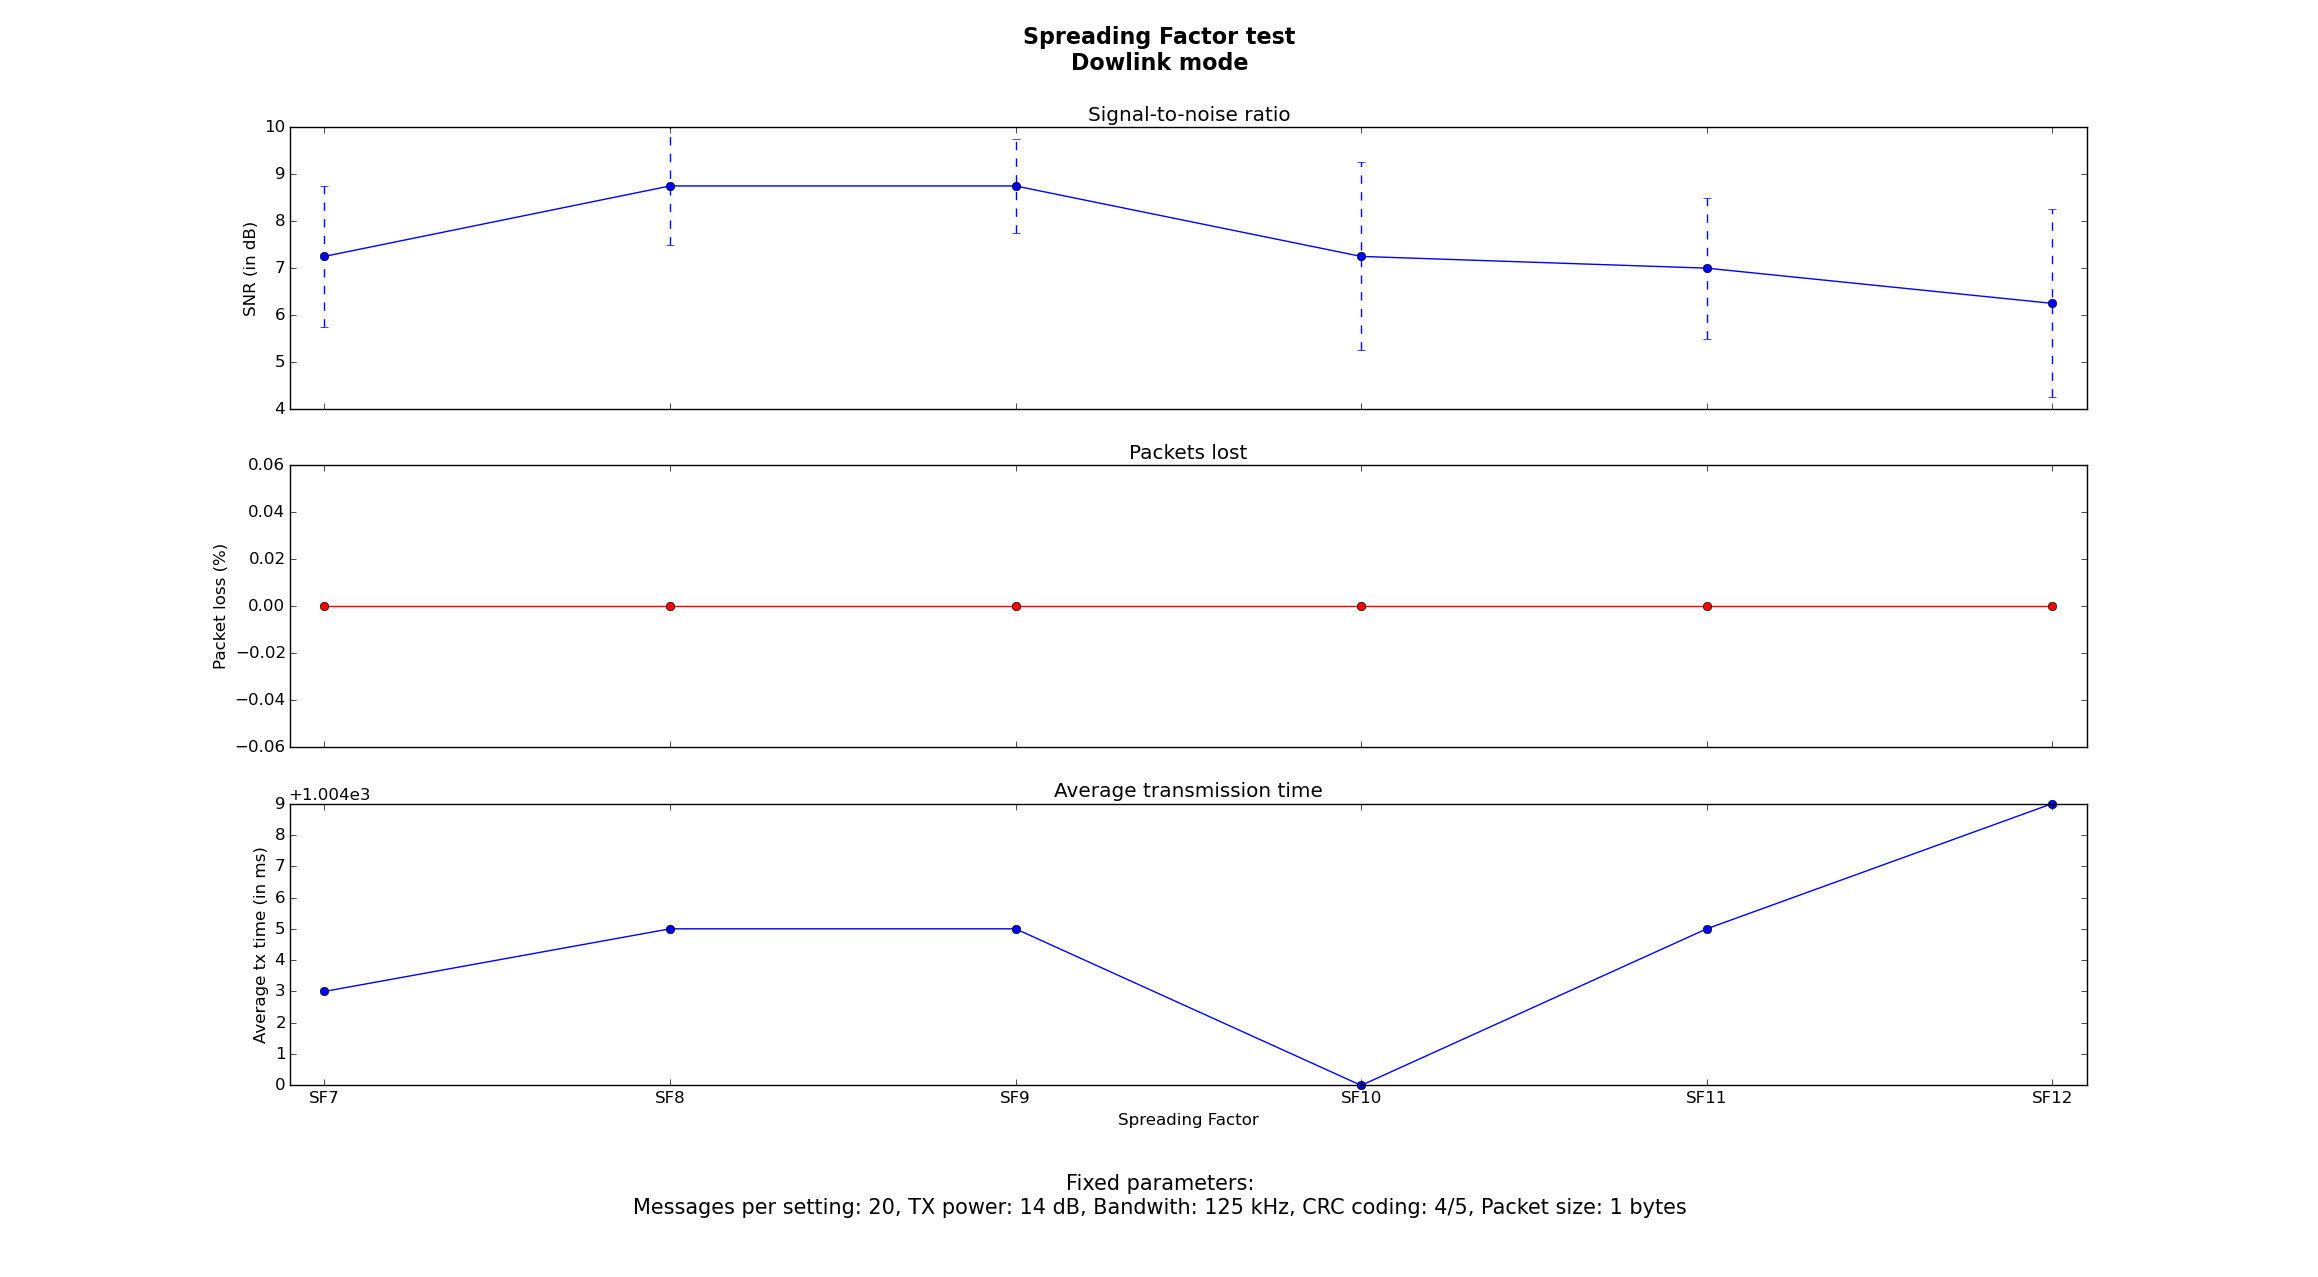 Spreading Factor test
Dowlink mode
Signal-to-noise ratio
10
9
8
7
6
5
4
SNR (in dB)
Packets lost
0.06
0.04
0.02
0.00
−0.02
−0.04
−0.06
Packet loss (%)
Average transmission time
+1.004e3
9
8
7
6
5
4
3
2
1
0
Average tx time (in ms)
SF7 SF8 SF9 SF10 SF11 SF12
Spreading Factor
Fixed parameters:
Messages per setting: 20, TX power: 14 dB, Bandwith: 125 kHz, CRC coding: 4/5, Packet size: 1 bytes